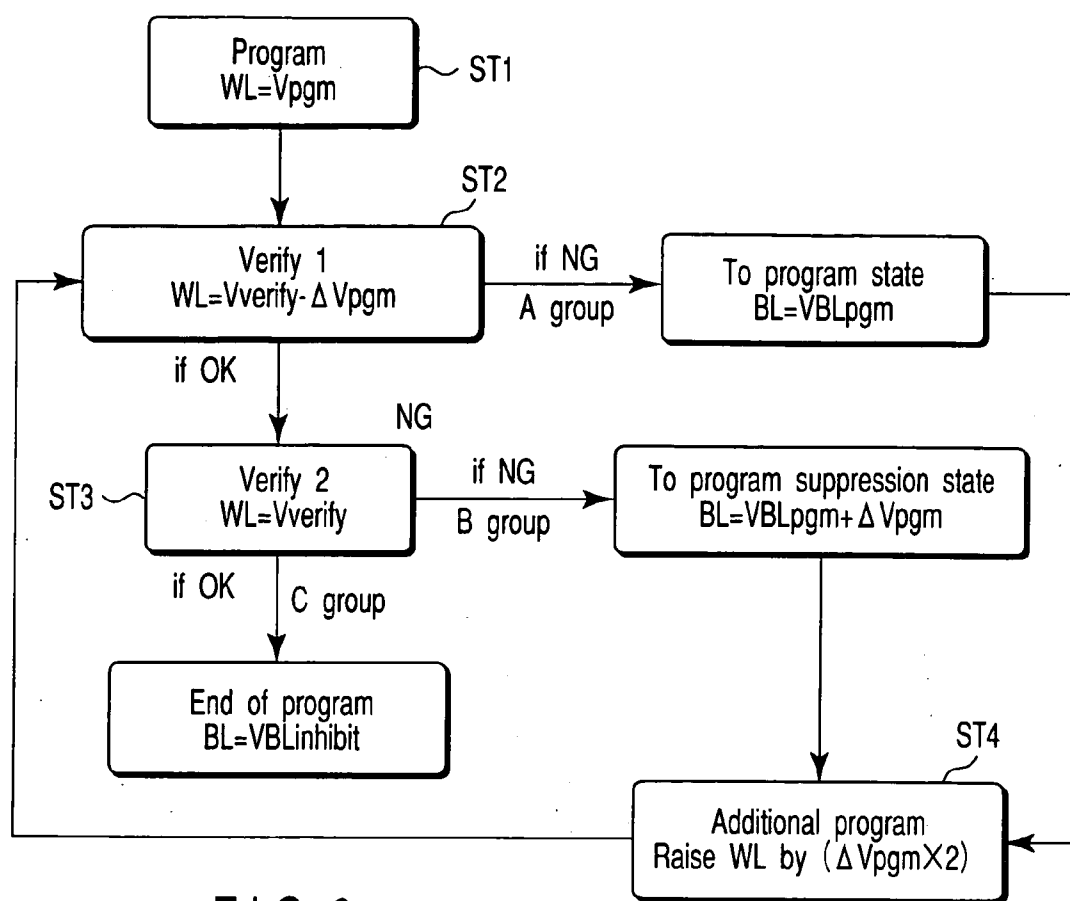 Program
WL=Vpgm
ST1
ST2
Verify 1
WL=Vverify-ΔVpgm
if NG
A group
To program state
BL=VBLpgm
if OK
NG
ST3
Verify 2
WL=Vverify
if NG
B group
To program suppression state
BL=VBLpgm+ΔVpgm
if OK
C group
End of program
BL=VBLinhibit
ST4
Additional program
Raise WL by (ΔVpgm×2)